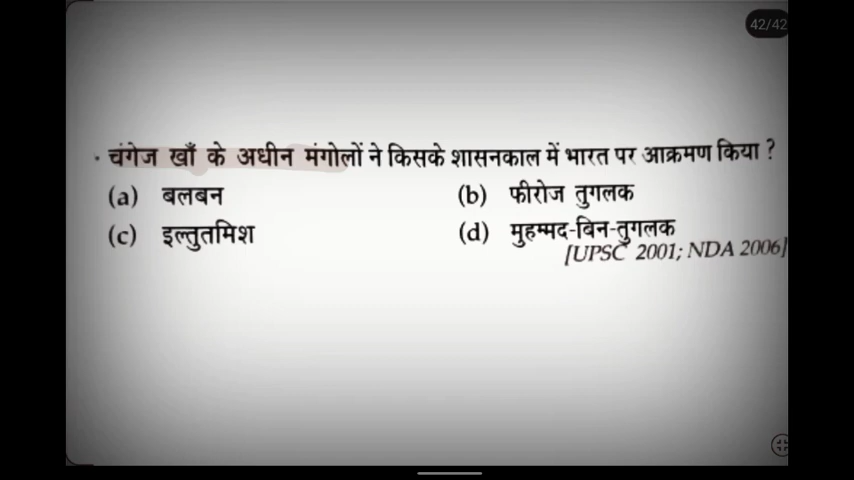 42/42
· चंगेज खाँ के अधीन मंगोलों ने किसके शासनकाल में भारत पर आक्रमण किया ?
(a) बलबन (b) फीरोज तुगलक
(c) इल्तुतमिश (d) मुहम्मद-बिन-तुगलक
[UPSC 2001; NDA 2006]